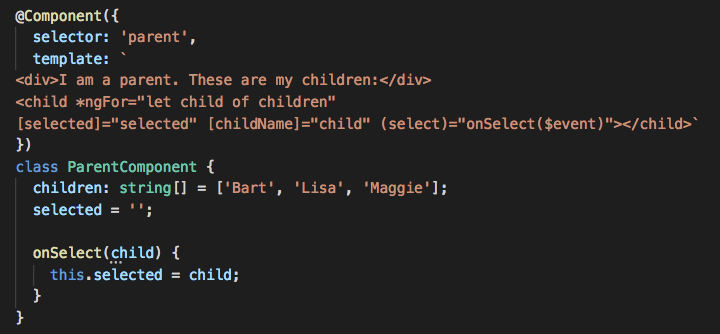 @Component({
  selector: 'parent',
  template: `
<div>I am a parent. These are my children:</div>
<child *ngFor="let child of children"
[selected]="selected" [childName]="child" (select)="onSelect($event)"></child>`
})
class ParentComponent {
  children: string[] = ['Bart', 'Lisa', 'Maggie'];
  selected = '';

  onSelect(child) {
    this.selected = child;
  }
}